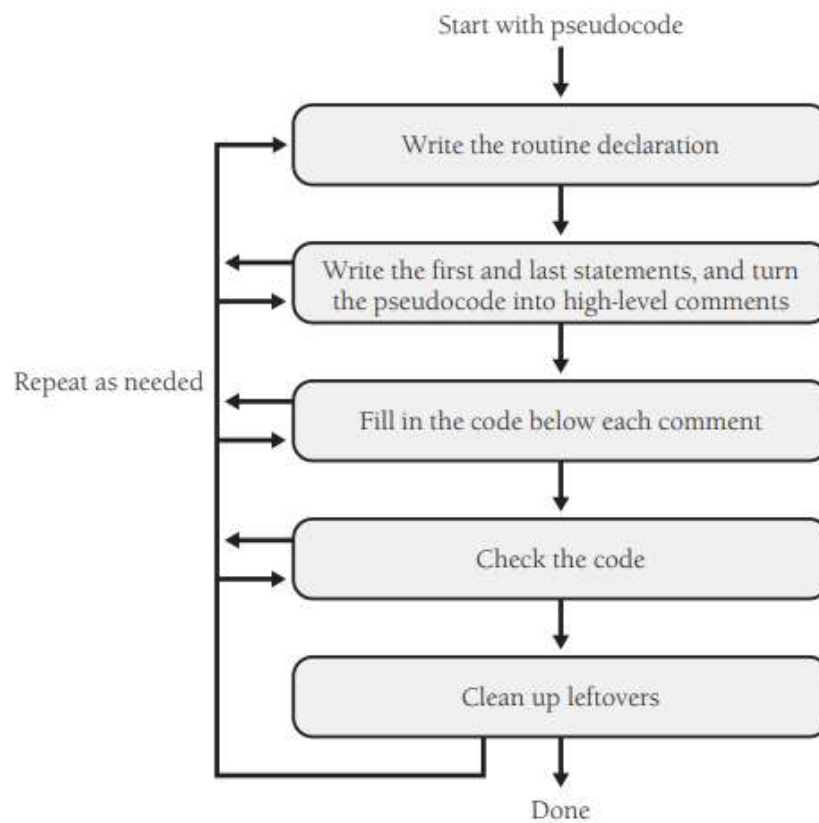 Start with pseudocode
Write the routine declaration
Write the first and last statements, and turn
the pseudocode into high-level comments
Repeat as needed
Fill in the code below each comment
Check the code
Clean up leftovers
Done